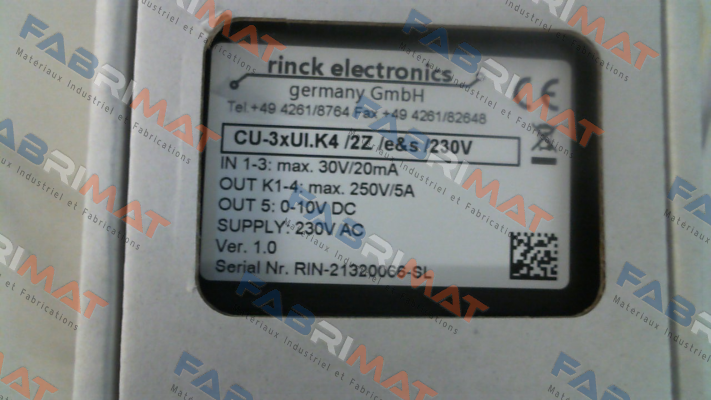 rinck electronics
germany GmbH
Tel +49 4261/8764 Fax +49 4261/82648
CU-3xUI.K4 /2Z /e&s /230V
IN 1-3: max. 30V/20mA
OUT K1-4: max. 250V/5A
OUT 5: 0-10V DC
SUPPLY: 230V AC
Ver. 1.0
Serial Nr. RIN-21320066-SL
CE
FABRIMAT
Materiaux Industriel et Fabrications